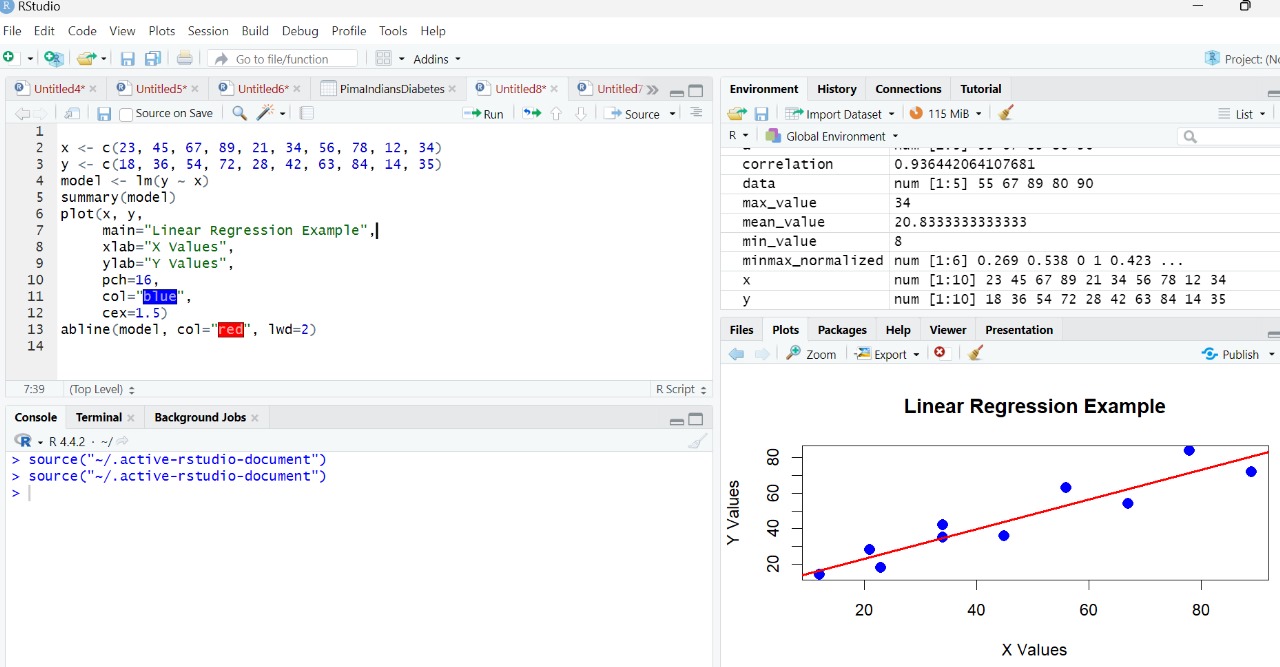 RStudio
File Edit Code View Plots Session Build Debug Profile Tools Help
Go to file/function Addins Project: (No
Untitled4* Untitled5* Untitled6* PimaIndiansDiabetes Untitled8* Untitled7
Source on Save Run Source
1
2 x <- c(23, 45, 67, 89, 21, 34, 56, 78, 12, 34)
3 y <- c(18, 36, 54, 72, 28, 42, 63, 84, 14, 35)
4 model <- lm(y ~ x)
5 summary(model)
6 plot(x, y,
7 main="Linear Regression Example",
8 xlab="X Values",
9 ylab="Y Values",
10 pch=16,
11 col="blue",
12 cex=1.5)
13 abline(model, col="red", lwd=2)
14
7:39 (Top Level) R Script
Console Terminal Background Jobs
R 4.4.2 · ~/
> source("~/.active-rstudio-document")
> source("~/.active-rstudio-document")
>
Environment History Connections Tutorial
Import Dataset 115 MiB List
R Global Environment
correlation 0.936442064107681
data num [1:5] 55 67 89 80 90
max_value 34
mean_value 20.8333333333333
min_value 8
minmax_normalized num [1:6] 0.269 0.538 0 1 0.423 ...
x num [1:10] 23 45 67 89 21 34 56 78 12 34
y num [1:10] 18 36 54 72 28 42 63 84 14 35
Files Plots Packages Help Viewer Presentation
Zoom Export Publish
Linear Regression Example
Y Values
80
60
40
20
20 40 60 80
X Values